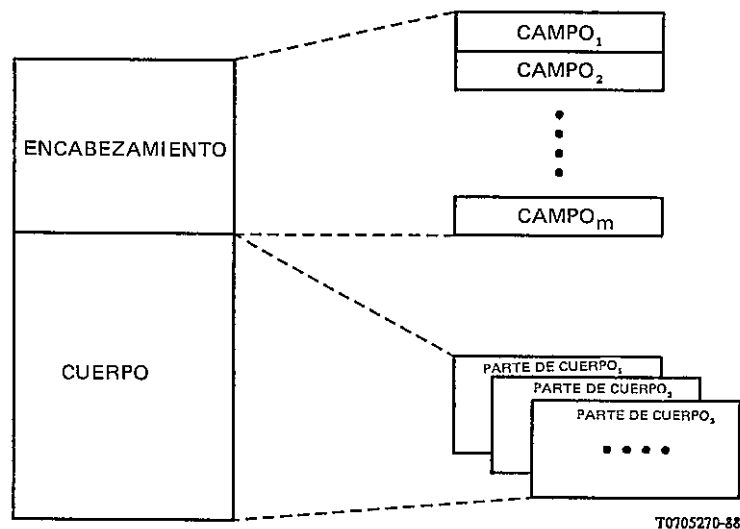 CAMPO₁
CAMPO₂
ENCABEZAMIENTO
CAMPOm
CUERPO
PARTE DE CUERPO₁
PARTE DE CUERPO₂
PARTE DE CUERPO₃
T0705270-88